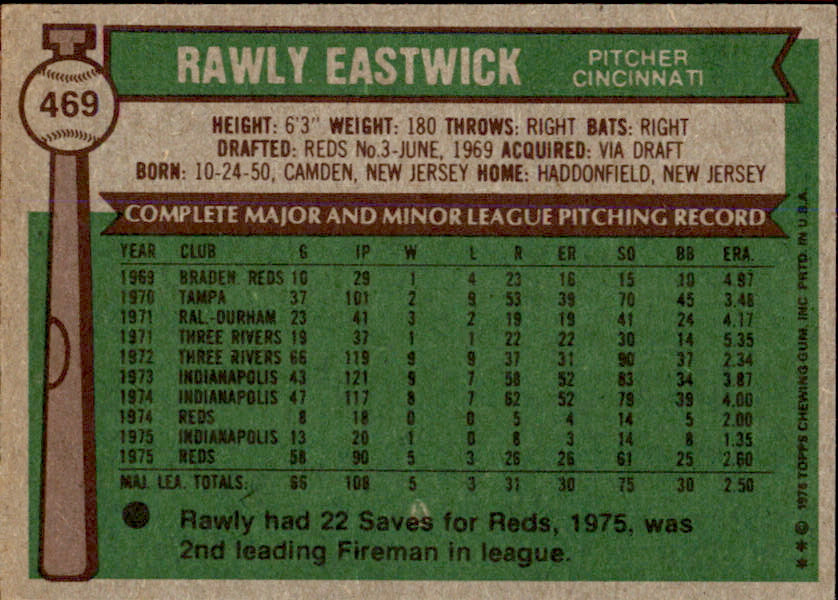 469
RAWLY EASTWICK
PITCHER
CINCINNATI
HEIGHT: 6'3" WEIGHT: 180 THROWS: RIGHT BATS: RIGHT
DRAFTED: REDS No.3-JUNE, 1969 ACQUIRED: VIA DRAFT
BORN: 10-24-50, CAMDEN, NEW JERSEY HOME: HADDONFIELD, NEW JERSEY
COMPLETE MAJOR AND MINOR LEAGUE PITCHING RECORD
YEAR CLUB G IP W L R ER SO BB ERA.
1969 BRADEN. REDS 10 29 1 4 23 16 15 10 4.97
1970 TAMPA 37 101 2 9 53 39 70 45 3.48
1971 RAL.-DURHAM 23 41 3 2 19 19 41 24 4.17
1971 THREE RIVERS 19 37 1 1 22 22 30 14 5.35
1972 THREE RIVERS 66 119 9 9 37 31 90 37 2.34
1973 INDIANAPOLIS 43 121 9 7 58 52 83 34 3.87
1974 INDIANAPOLIS 47 117 8 7 62 52 79 39 4.00
1974 REDS 8 18 0 0 5 4 14 5 2.00
1975 INDIANAPOLIS 13 20 1 0 8 3 14 8 1.35
1975 REDS 58 90 5 3 26 26 61 25 2.60
MAJ. LEA. TOTALS: 66 108 5 3 31 30 75 30 2.50
Rawly had 22 Saves for Reds, 1975, was
2nd leading Fireman in league.
** © 1976 TOPPS CHEWING GUM, INC. PRTD. IN U.S.A.